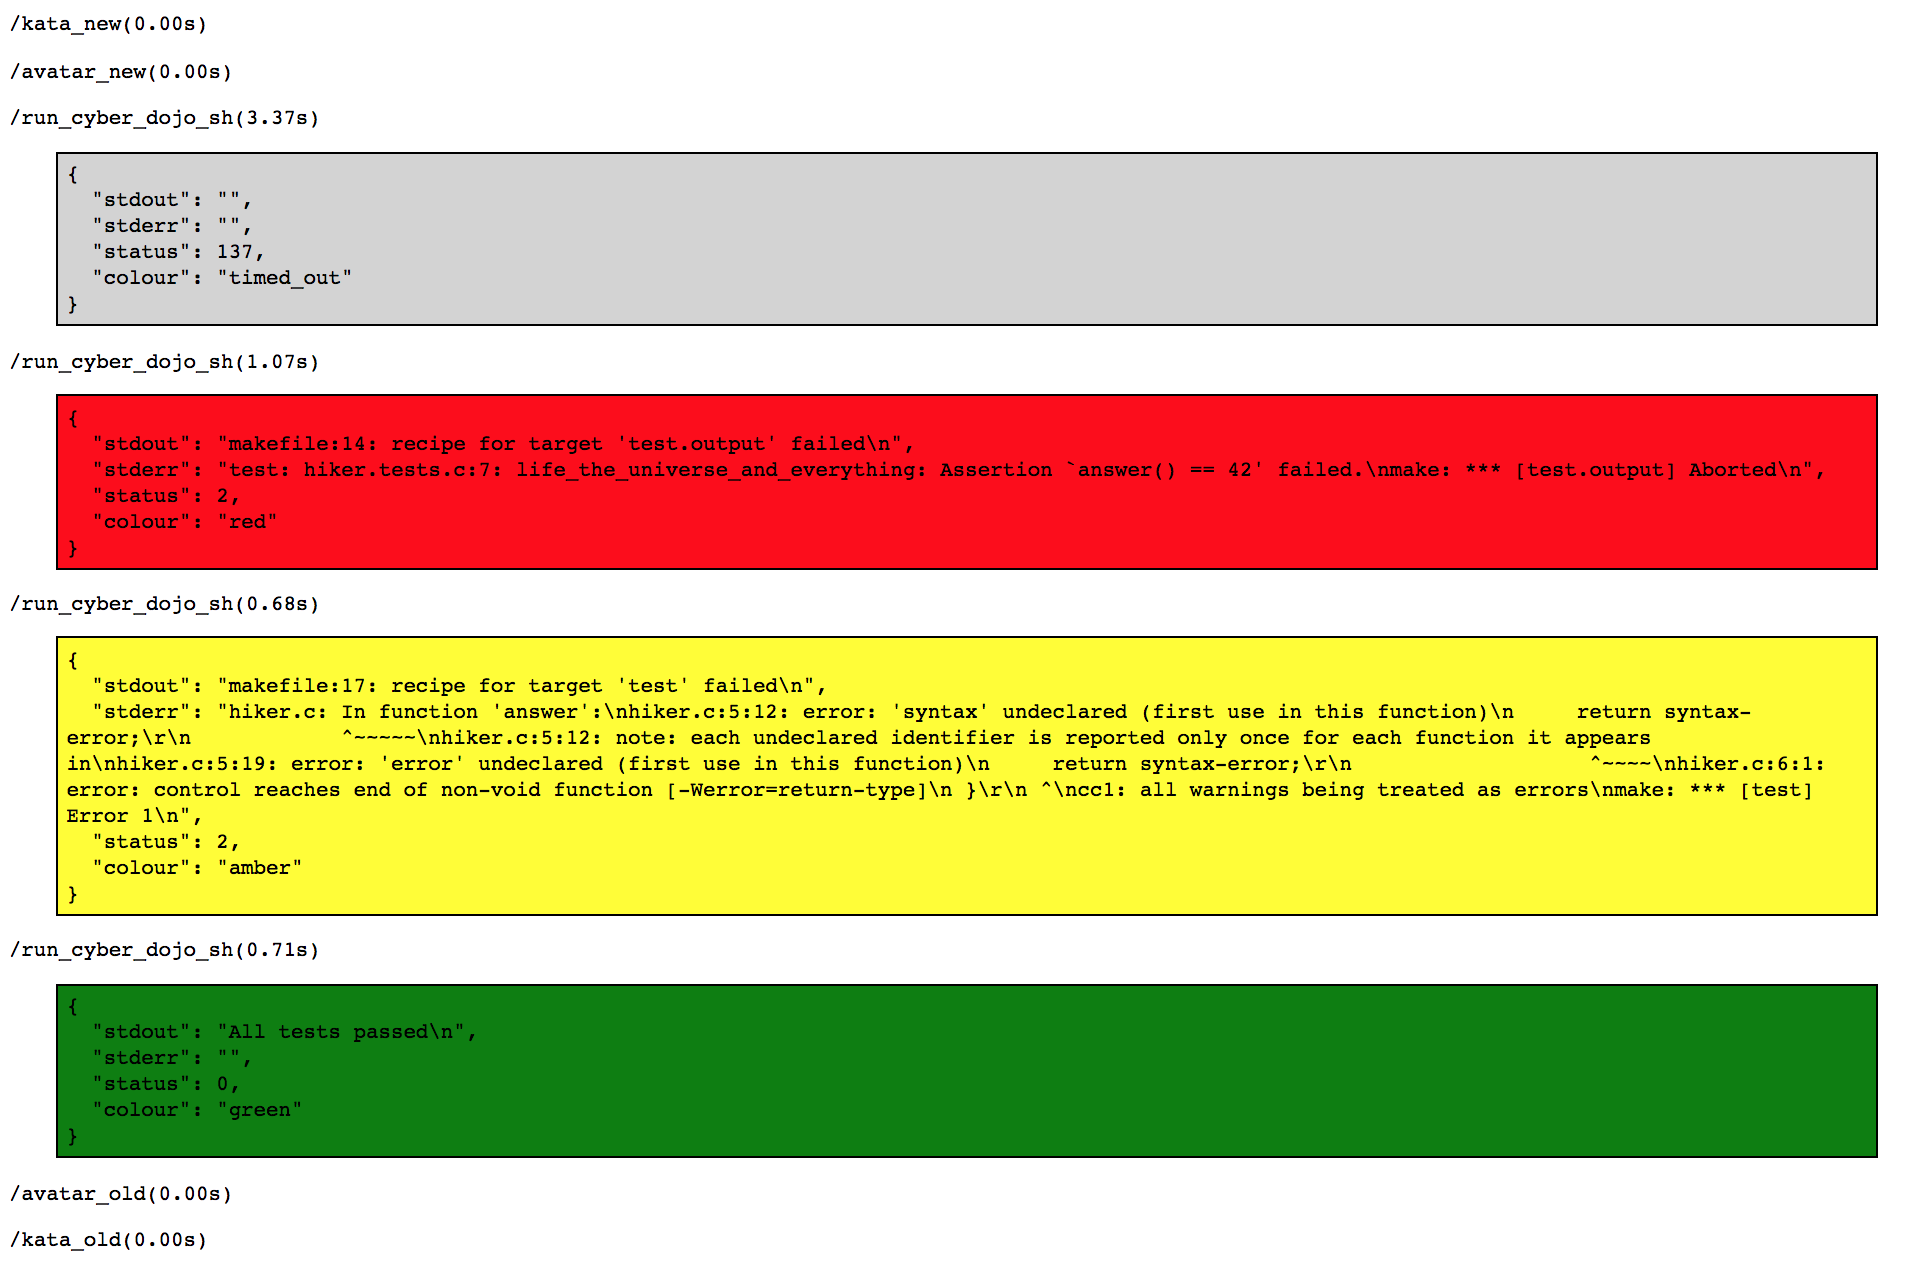 /kata_new(0.00s)
/avatar_new(0.00s)
/run_cyber_dojo_sh(3.37s)
{
  "stdout": "",
  "stderr": "",
  "status": 137,
  "colour": "timed_out"
}
/run_cyber_dojo_sh(1.07s)
{
  "stdout": "makefile:14: recipe for target 'test.output' failed\n",
  "stderr": "test: hiker.tests.c:7: life_the_universe_and_everything: Assertion `answer() == 42' failed.\nmake: *** [test.output] Aborted\n",
  "status": 2,
  "colour": "red"
}
/run_cyber_dojo_sh(0.68s)
{
  "stdout": "makefile:17: recipe for target 'test' failed\n",
  "stderr": "hiker.c: In function 'answer':\nhiker.c:5:12: error: 'syntax' undeclared (first use in this function)\n     return syntax-
error;\r\n            ^~~~~~\nhiker.c:5:12: note: each undeclared identifier is reported only once for each function it appears
in\nhiker.c:5:19: error: 'error' undeclared (first use in this function)\n     return syntax-error;\r\n                   ^~~~~\nhiker.c:6:1:
error: control reaches end of non-void function [-Werror=return-type]\n }\r\n ^\ncc1: all warnings being treated as errors\nmake: *** [test]
Error 1\n",
  "status": 2,
  "colour": "amber"
}
/run_cyber_dojo_sh(0.71s)
{
  "stdout": "All tests passed\n",
  "stderr": "",
  "status": 0,
  "colour": "green"
}
/avatar_old(0.00s)
/kata_old(0.00s)